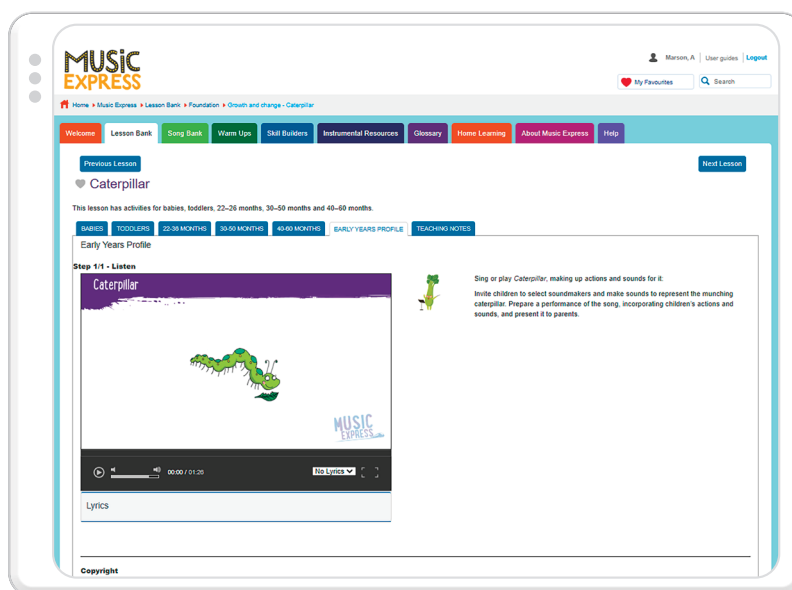 MUSIC
EXPRESS
Marson, A User guides Logout
My Favourites Search
Home Music Express Lesson Bank Foundation Growth and change - Caterpillar
Welcome Lesson Bank Song Bank Warm Ups Skill Builders Instrumental Resources Glossary Home Learning About Music Express Help
Previous Lesson Next Lesson
Caterpillar
This lesson has activities for babies, toddlers, 22–26 months, 30–50 months and 40–60 months.
BABIES TODDLERS 22-36 MONTHS 30-50 MONTHS 40-60 MONTHS EARLY YEARS PROFILE TEACHING NOTES
Early Years Profile
Step 1/1 - Listen
Caterpillar
MUSIC
EXPRESS
00:00 / 01:26 No Lyrics
Lyrics
Sing or play Caterpillar, making up actions and sounds for it:
Invite children to select soundmakers and make sounds to represent the munching
caterpillar. Prepare a performance of the song, incorporating children's actions and
sounds, and present it to parents.
Copyright